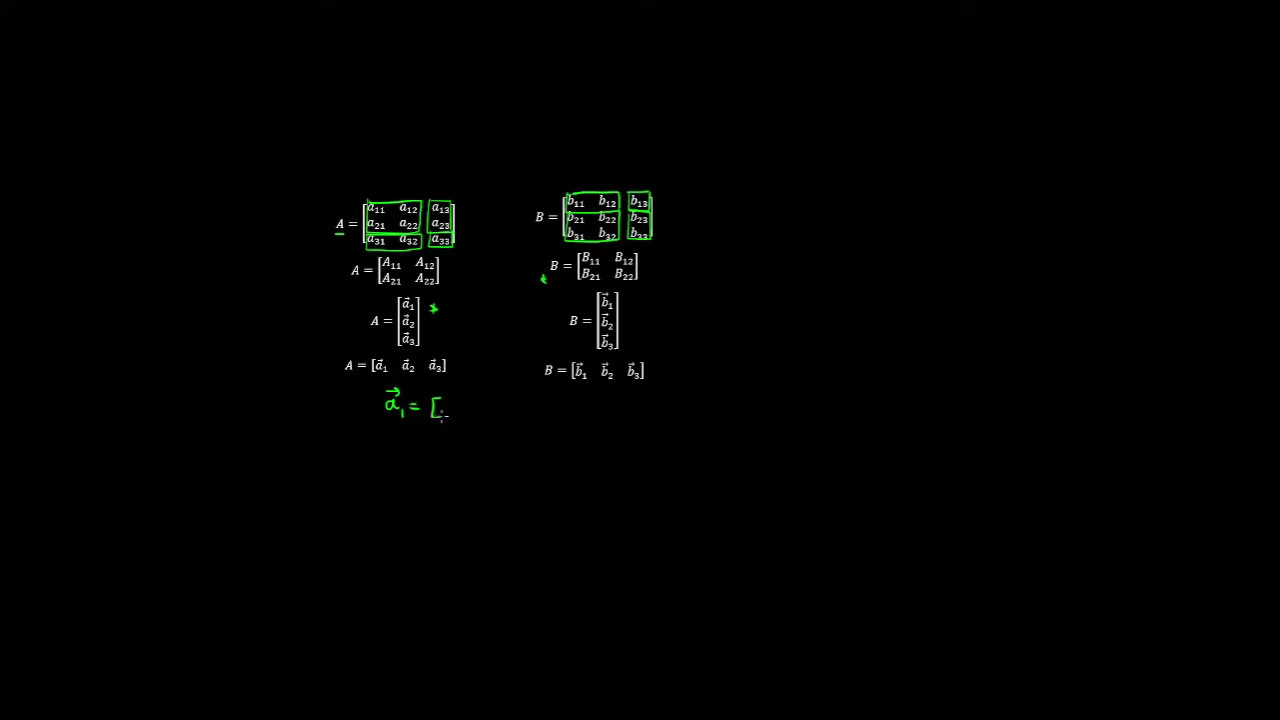 A = [a₁₁ a₁₂ a₁₃
a₂₁ a₂₂ a₂₃
a₃₁ a₃₂ a₃₃]
A = [A₁₁ A₁₂
A₂₁ A₂₂]
A = [a⃗₁
a⃗₂
a⃗₃] *
A = [a⃗₁ a⃗₂ a⃗₃]
a⃗₁ = [
B = [b₁₁ b₁₂ b₁₃
b₂₁ b₂₂ b₂₃
b₃₁ b₃₂ b₃₃]
* B = [B₁₁ B₁₂
B₂₁ B₂₂]
B = [b⃗₁
b⃗₂
b⃗₃]
B = [b⃗₁ b⃗₂ b⃗₃]